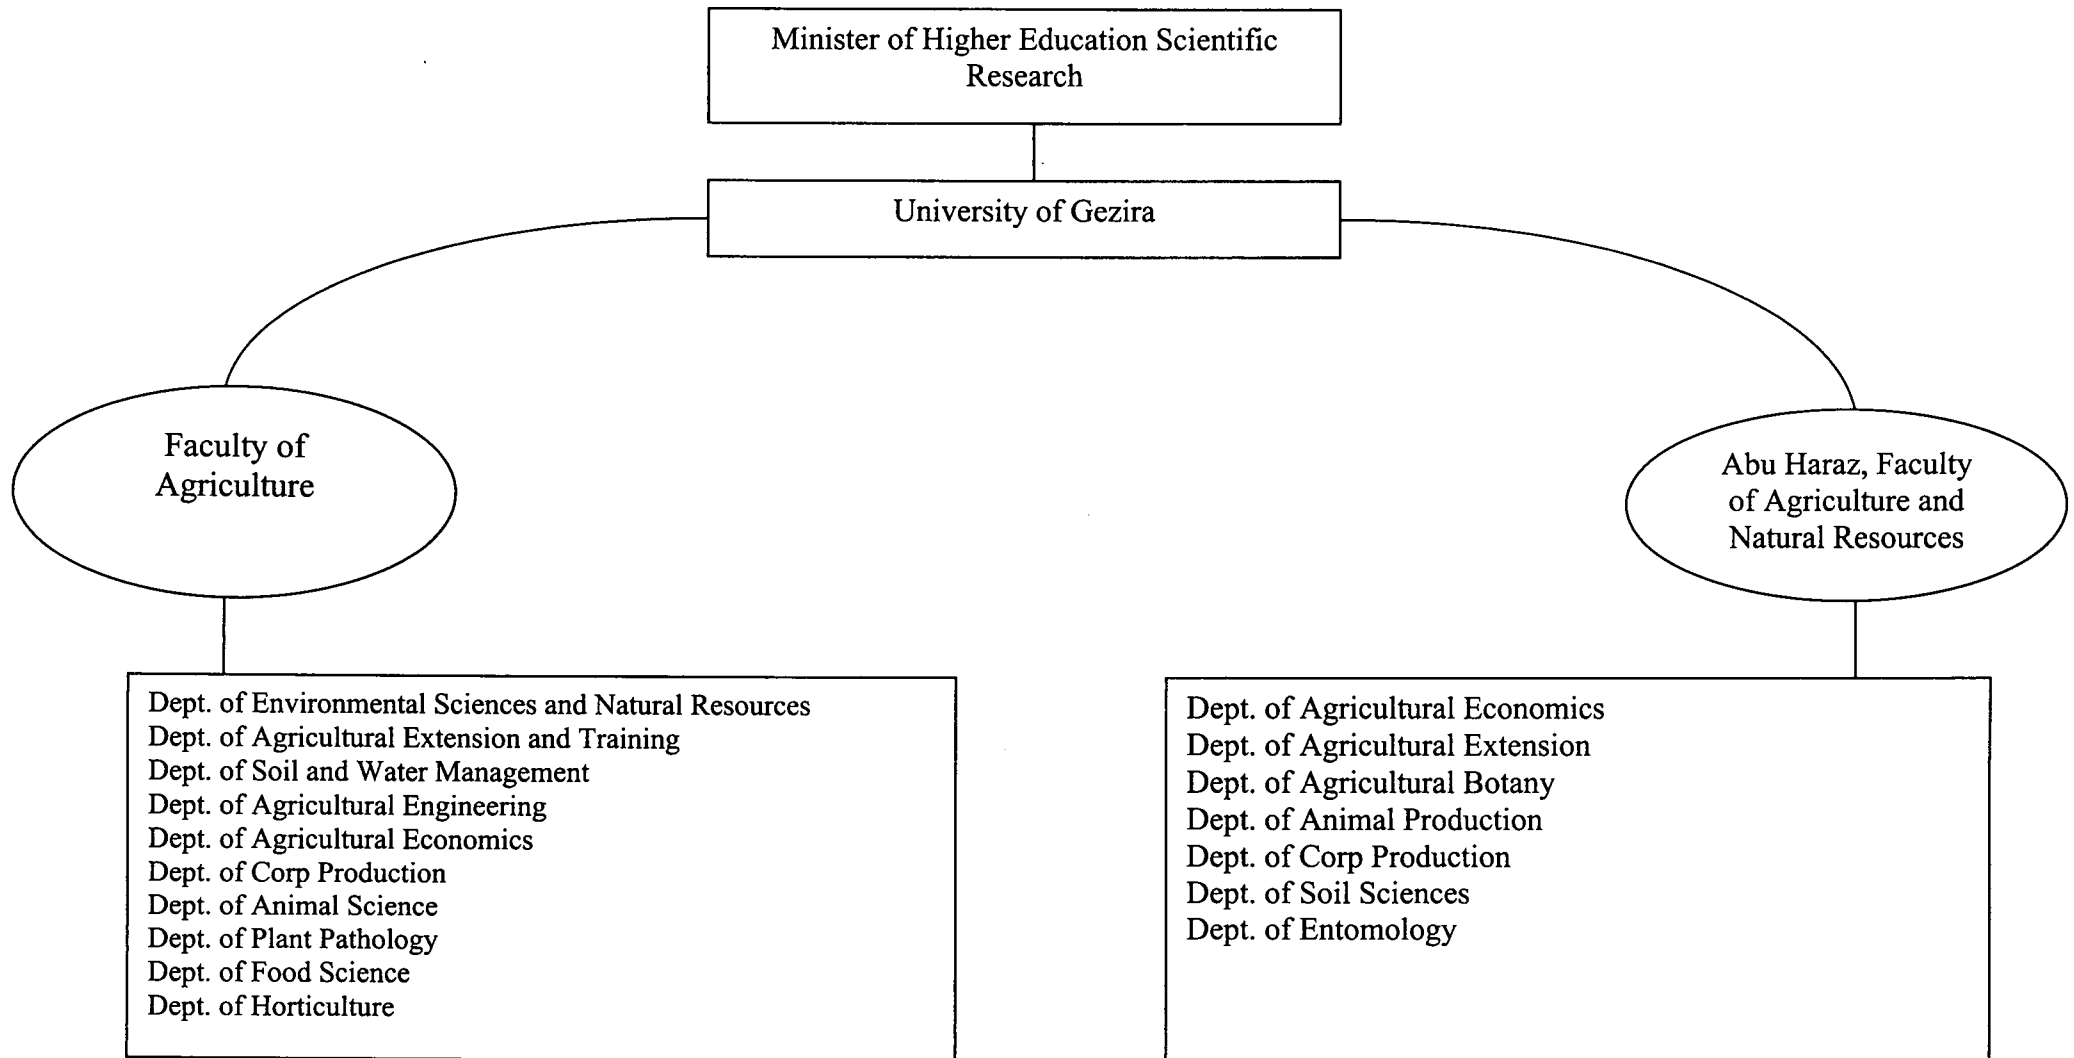 Minister of Higher Education Scientific
Research
University of Gezira
Faculty of
Agriculture
Abu Haraz, Faculty
of Agriculture and
Natural Resources
Dept. of Environmental Sciences and Natural Resources
Dept. of Agricultural Extension and Training
Dept. of Soil and Water Management
Dept. of Agricultural Engineering
Dept. of Agricultural Economics
Dept. of Corp Production
Dept. of Animal Science
Dept. of Plant Pathology
Dept. of Food Science
Dept. of Horticulture
Dept. of Agricultural Economics
Dept. of Agricultural Extension
Dept. of Agricultural Botany
Dept. of Animal Production
Dept. of Corp Production
Dept. of Soil Sciences
Dept. of Entomology